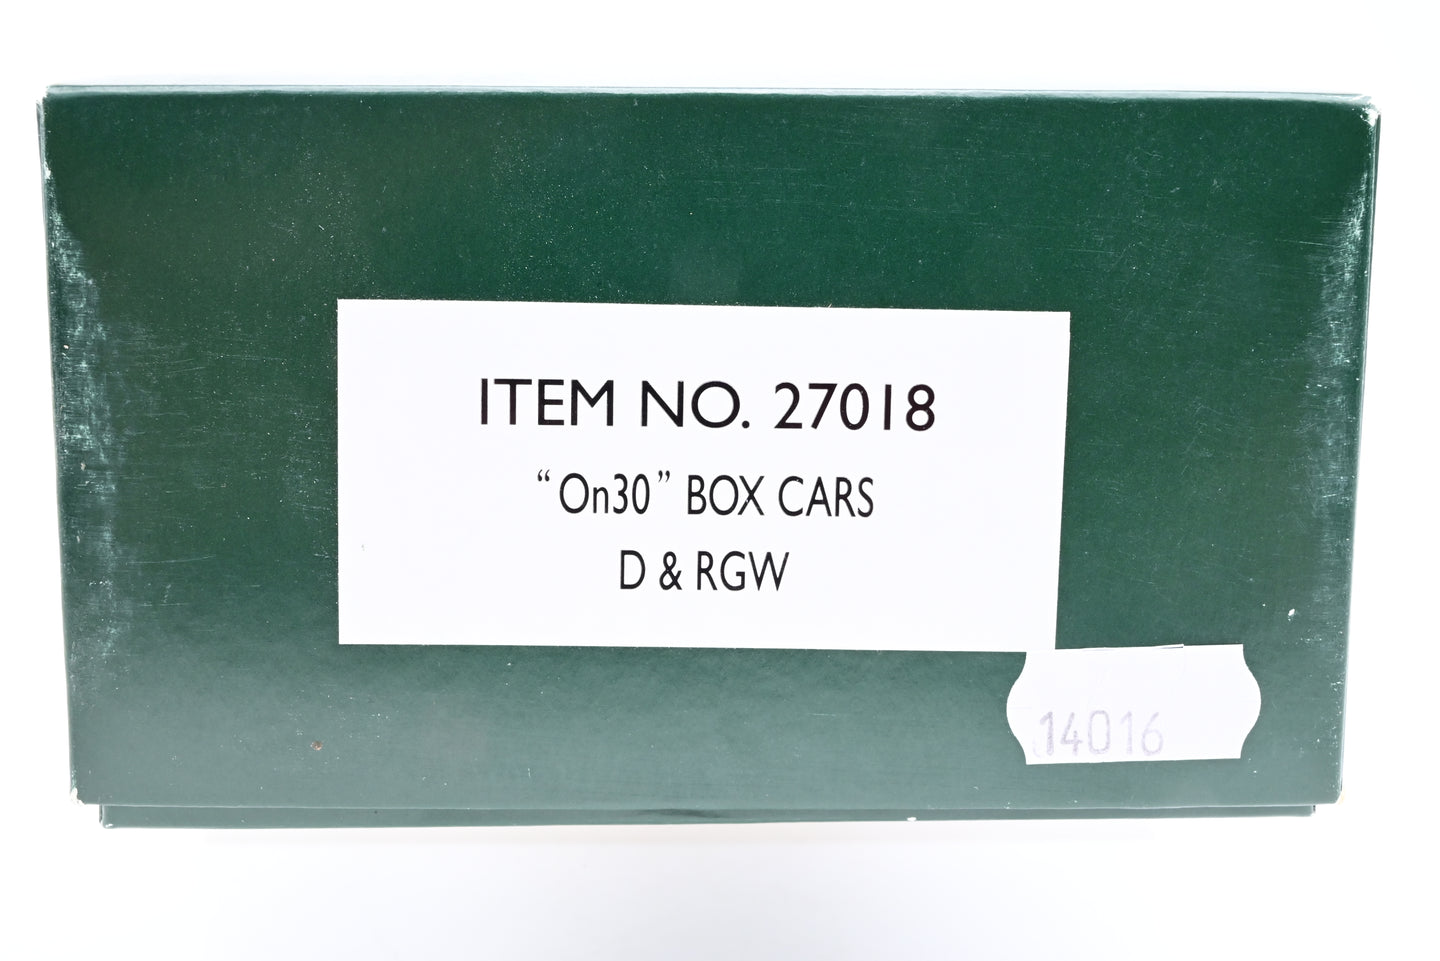 ITEM NO. 27018
“On30” BOX CARS
D & RGW
14016